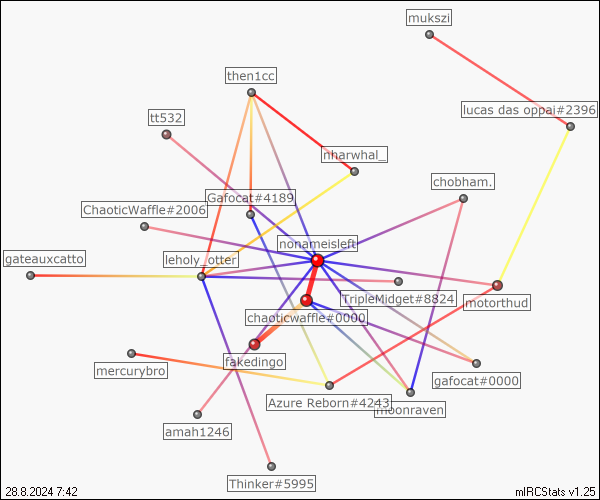 mukszi
then1cc
lucas das oppai#2396
tt532
nharwhal_
chobham.
Gafocat#4189
ChaoticWaffle#2006
nonameisleft
gateauxcatto
leholy_otter
TripleMidget#8824
motorthud
chaoticwaffle#0000
fakedingo
mercurybro
gafocat#0000
Azure Reborn#4243
moonraven
amah1246
Thinker#5995
28.8.2024 7:42
mIRCStats v1.25